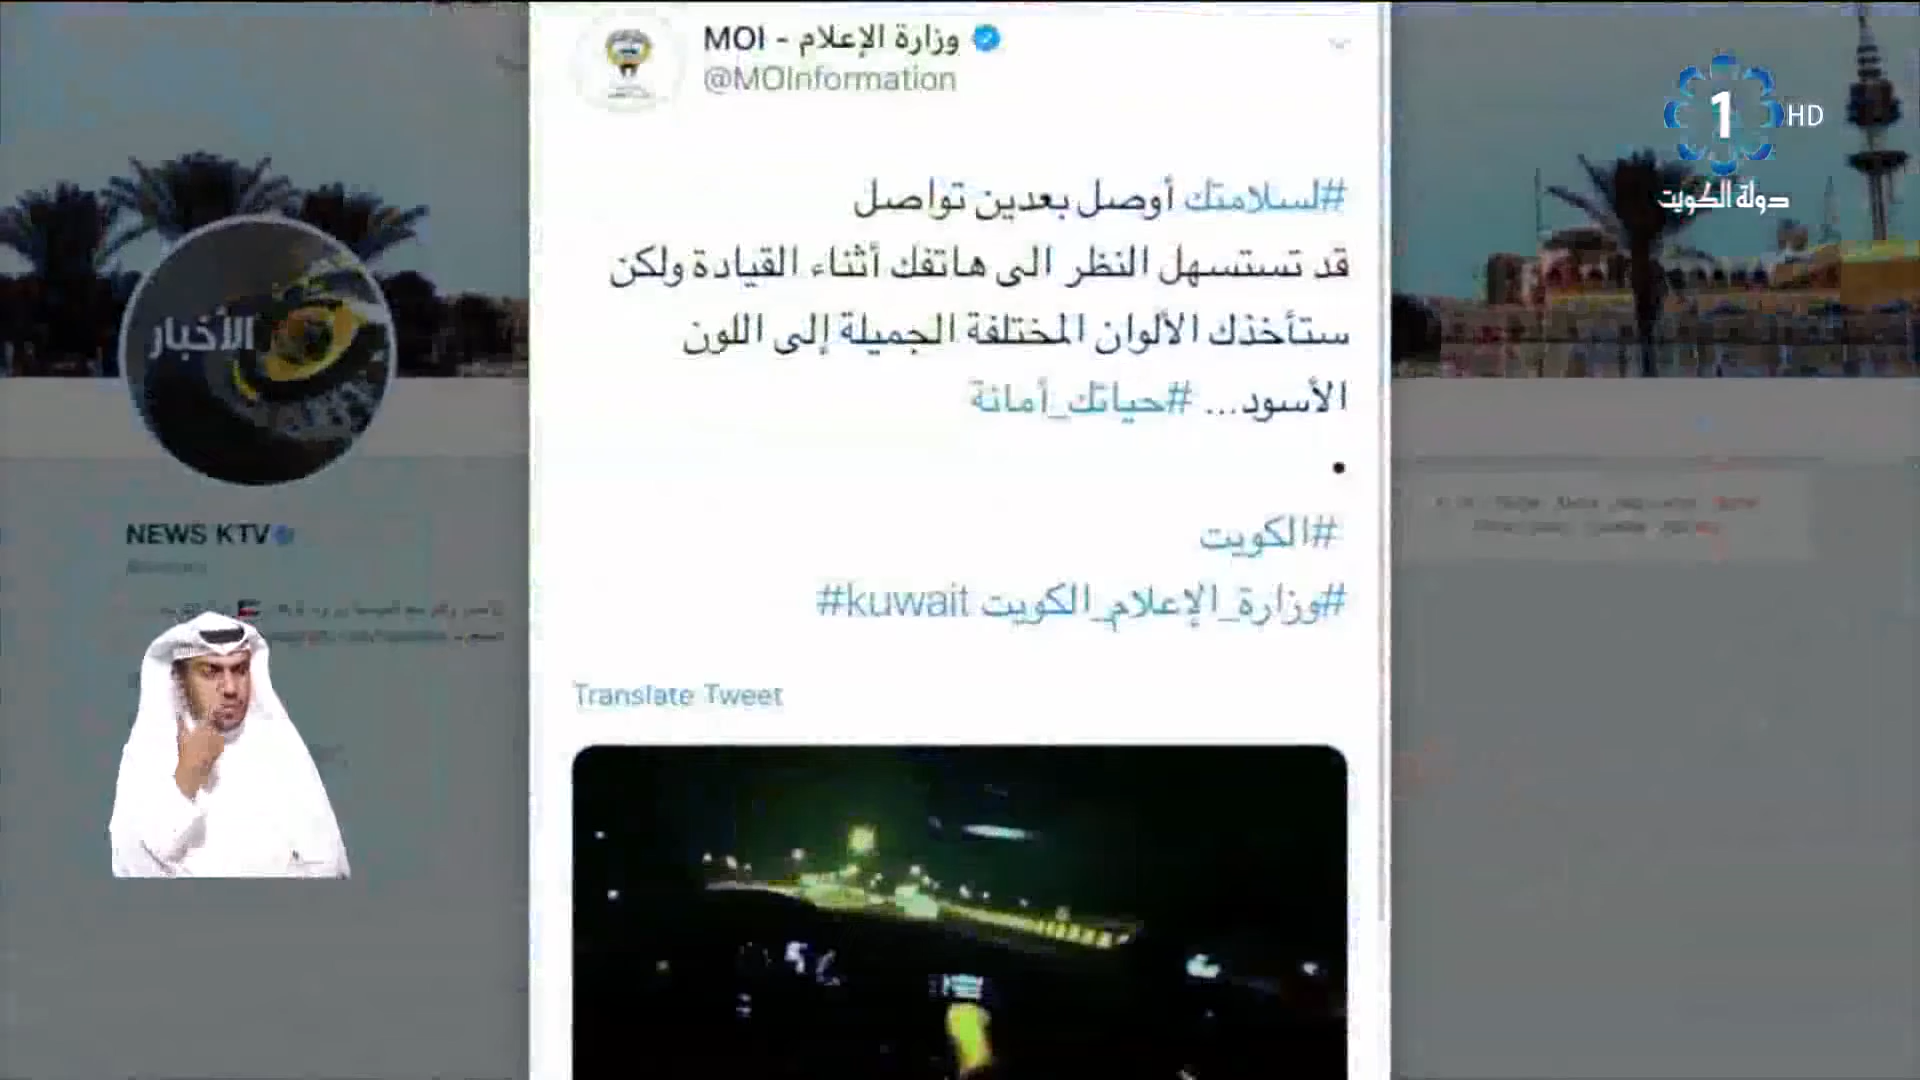 MOI - وزارة الإعلام
@MOInformation
#لسلامتك أوصل بعدين تواصل
قد تستسهل النظر الى هاتفك أثناء القيادة ولكن
ستأخذك الألوان المختلفة الجميلة إلى اللون
الأسود... #حياتك_أمانة
•
#الكويت
#وزارة_الإعلام_الكويت #kuwait
Translate Tweet
الأخبار
NEWS KTV
1 HD
دولة الكويت